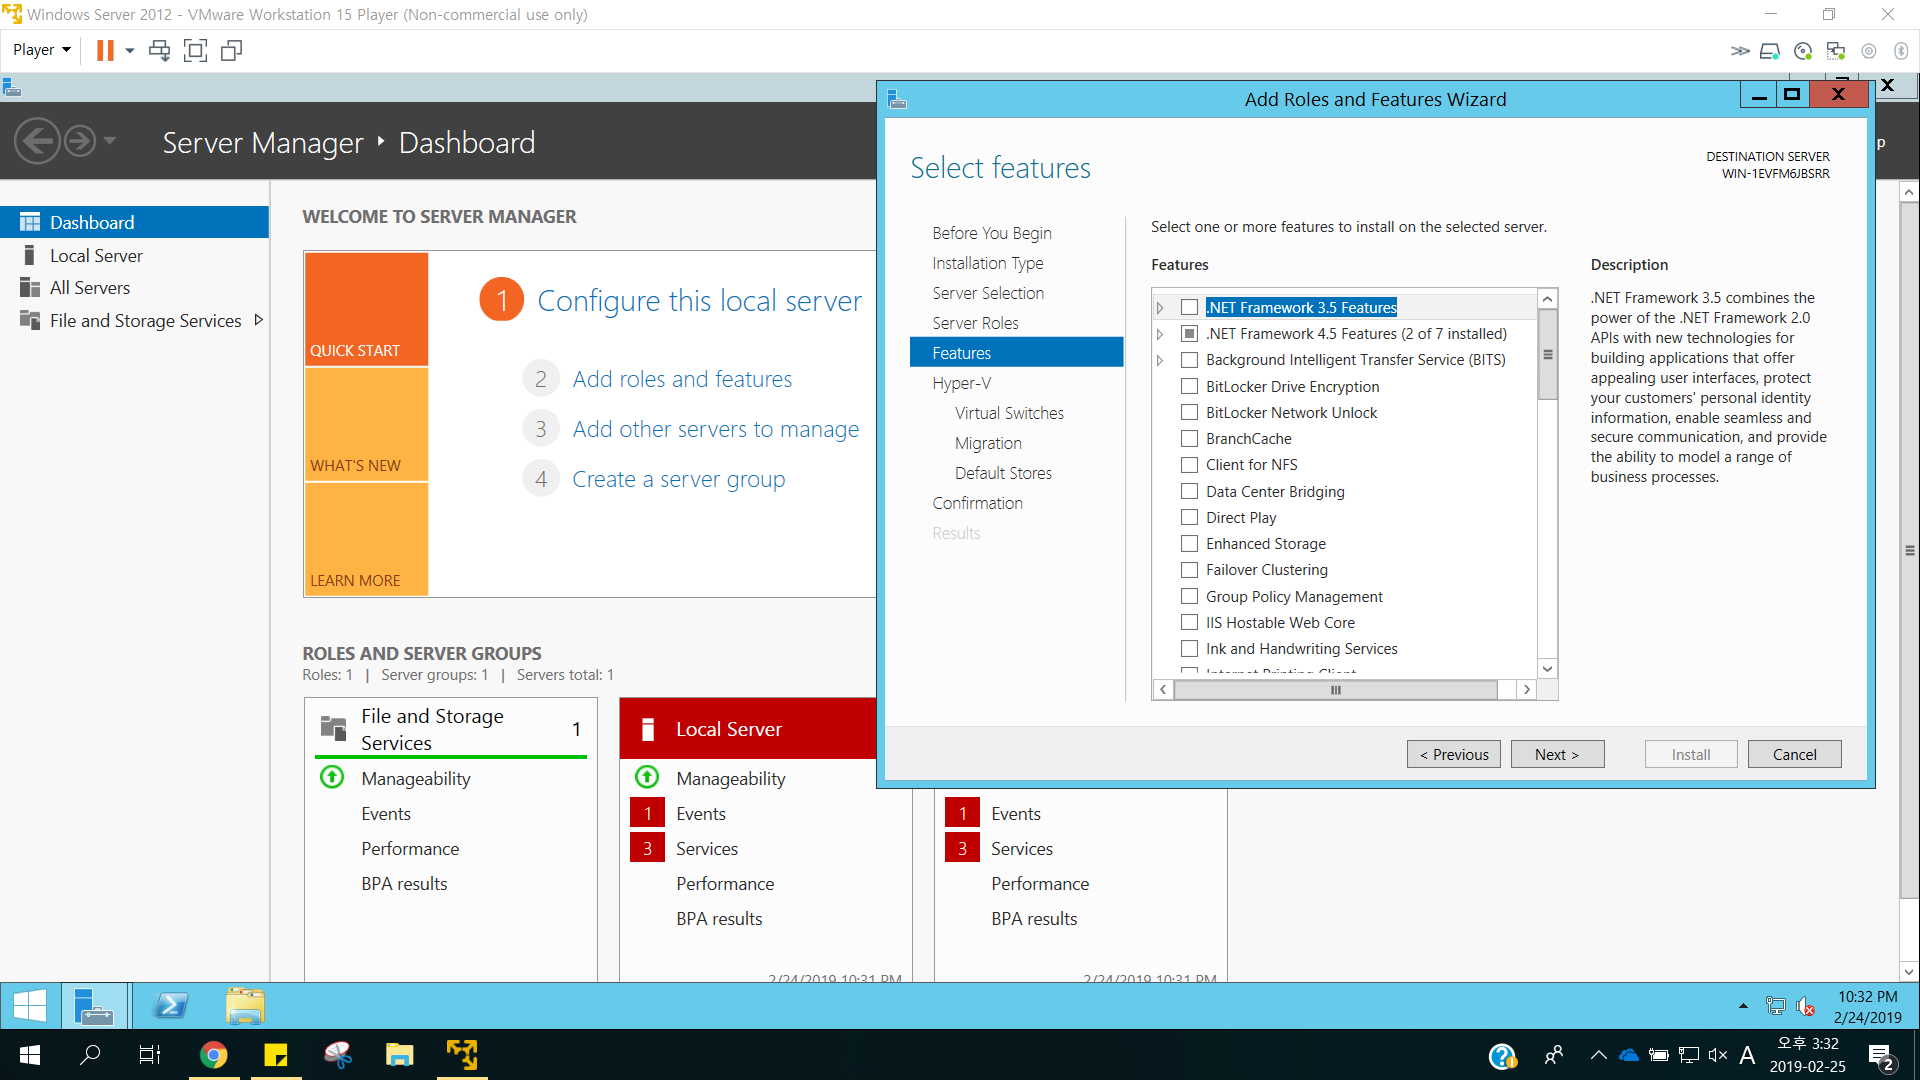 Windows Server 2012 - VMware Workstation 15 Player (Non-commercial use only)
Player
Server Manager
Dashboard
Dashboard
Local Server
All Servers
File and Storage Services
WELCOME TO SERVER MANAGER
QUICK START
WHAT'S NEW
LEARN MORE
1 Configure this local server
2 Add roles and features
3 Add other servers to manage
4 Create a server group
ROLES AND SERVER GROUPS
Roles: 1 | Server groups: 1 | Servers total: 1
File and Storage
Services
1
Manageability
Events
Performance
BPA results
Local Server
Manageability
1 Events
3 Services
Performance
BPA results
2/24/2019 10:31 PM
1 Events
3 Services
Performance
BPA results
2/24/2019 10:31 PM
Add Roles and Features Wizard
X
X
p
Select features
DESTINATION SERVER
WIN-1EVFM6JBSRR
Before You Begin
Installation Type
Server Selection
Server Roles
Features
Hyper-V
Virtual Switches
Migration
Default Stores
Confirmation
Results
Select one or more features to install on the selected server.
Features
.NET Framework 3.5 Features
.NET Framework 4.5 Features (2 of 7 installed)
Background Intelligent Transfer Service (BITS)
BitLocker Drive Encryption
BitLocker Network Unlock
BranchCache
Client for NFS
Data Center Bridging
Direct Play
Enhanced Storage
Failover Clustering
Group Policy Management
IIS Hostable Web Core
Ink and Handwriting Services
Internet Printing Client
Description
.NET Framework 3.5 combines the
power of the .NET Framework 2.0
APIs with new technologies for
building applications that offer
appealing user interfaces, protect
your customers' personal identity
information, enable seamless and
secure communication, and provide
the ability to model a range of
business processes.
< Previous
Next >
Install
Cancel
10:32 PM
2/24/2019
A
오후 3:32
2019-02-25
2